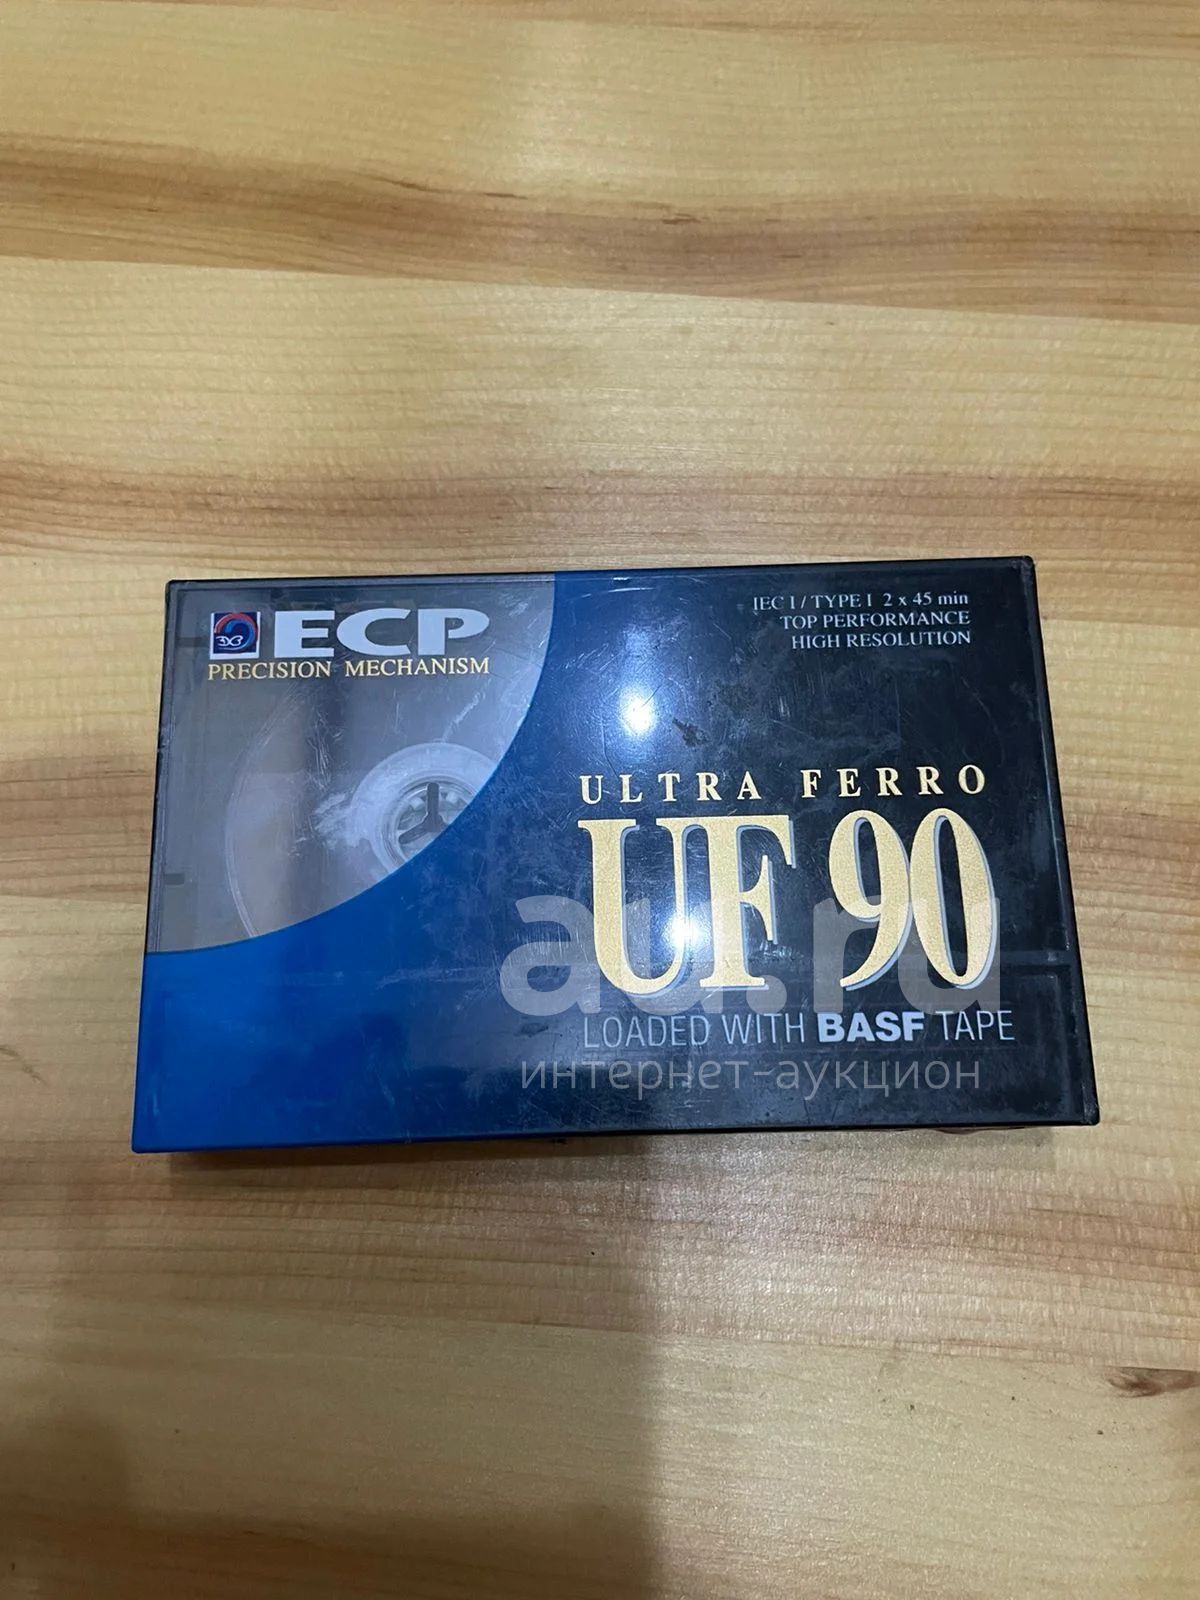 ЭХЗ ECP
PRECISION MECHANISM
IEC I / TYPE I 2 x 45 min
TOP PERFORMANCE
HIGH RESOLUTION
ULTRA FERRO
UF 90
au.ru
LOADED WITH BASF TAPE
интернет-аукцион